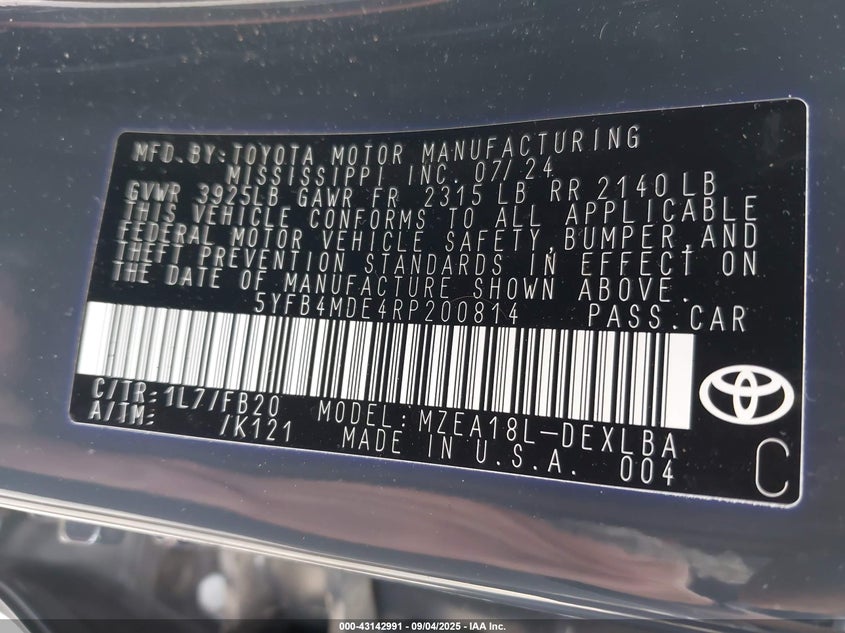 MFD.BY:TOYOTA MOTOR MANUFACTURING
MISSISSIPPI INC. 07/24
GVWR 3925LB GAWR FR 2315 LB RR 2140 LB
THIS VEHICLE CONFORMS TO ALL APPLICABLE
FEDERAL MOTOR VEHICLE SAFETY,BUMPER,AND
THEFT PREVENTION STANDARDS IN EFFECT ON
THE DATE OF MANUFACTURE SHOWN ABOVE.
5YFB4MDE4RP200814 PASS.CAR
C/TR:1L7/FB20 MODEL:MZEA18L-DEXLBA
A/TM: /K121 MADE IN U.S.A. 004
C
000-43142991 - 09/04/2025 - IAA Inc.